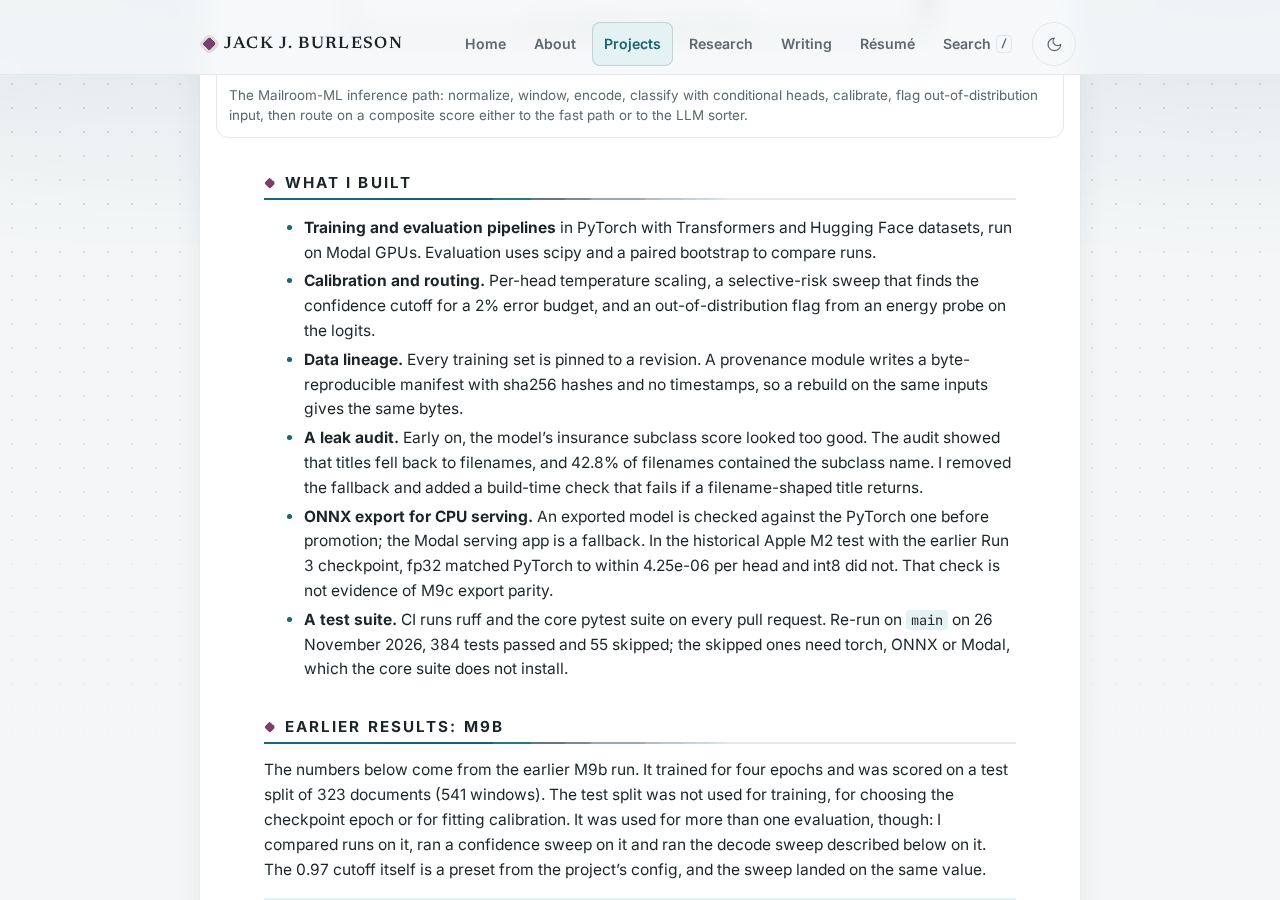 JACK J. BURLESON
Home About Projects Research Writing Résumé Search /
The Mailroom-ML inference path: normalize, window, encode, classify with conditional heads, calibrate, flag out-of-distribution
input, then route on a composite score either to the fast path or to the LLM sorter.
WHAT I BUILT
• Training and evaluation pipelines in PyTorch with Transformers and Hugging Face datasets, run
on Modal GPUs. Evaluation uses scipy and a paired bootstrap to compare runs.
• Calibration and routing. Per-head temperature scaling, a selective-risk sweep that finds the
confidence cutoff for a 2% error budget, and an out-of-distribution flag from an energy probe on
the logits.
• Data lineage. Every training set is pinned to a revision. A provenance module writes a byte-
reproducible manifest with sha256 hashes and no timestamps, so a rebuild on the same inputs
gives the same bytes.
• A leak audit. Early on, the model’s insurance subclass score looked too good. The audit showed
that titles fell back to filenames, and 42.8% of filenames contained the subclass name. I removed
the fallback and added a build-time check that fails if a filename-shaped title returns.
• ONNX export for CPU serving. An exported model is checked against the PyTorch one before
promotion; the Modal serving app is a fallback. In the historical Apple M2 test with the earlier Run
3 checkpoint, fp32 matched PyTorch to within 4.25e-06 per head and int8 did not. That check is
not evidence of M9c export parity.
• A test suite. CI runs ruff and the core pytest suite on every pull request. Re-run on main on 26
November 2026, 384 tests passed and 55 skipped; the skipped ones need torch, ONNX or Modal,
which the core suite does not install.
EARLIER RESULTS: M9B
The numbers below come from the earlier M9b run. It trained for four epochs and was scored on a test
split of 323 documents (541 windows). The test split was not used for training, for choosing the
checkpoint epoch or for fitting calibration. It was used for more than one evaluation, though: I
compared runs on it, ran a confidence sweep on it and ran the decode sweep described below on it.
The 0.97 cutoff itself is a preset from the project’s config, and the sweep landed on the same value.